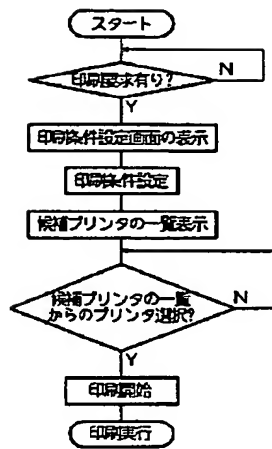 スタート
印刷要求有り?
N
Y
印刷条件設定画面の表示
印刷条件設定
候補プリンタの一覧表示
候補プリンタの一覧
からのプリンタ選択?
N
Y
印刷開始
印刷実行